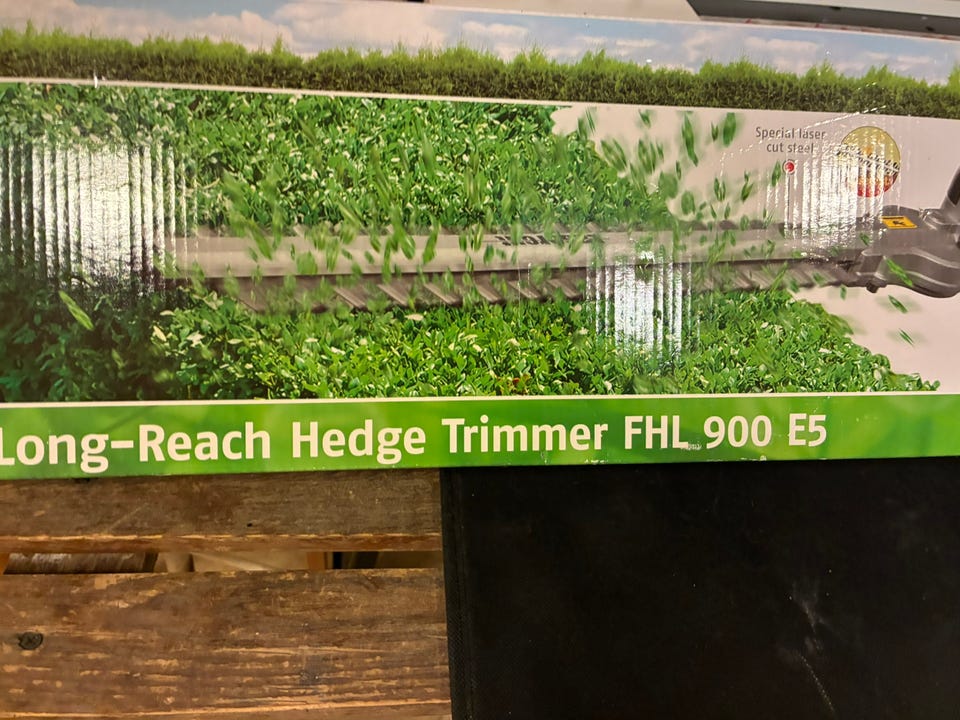 Special laser
cut steel
Long-Reach Hedge Trimmer FHL 900 E5